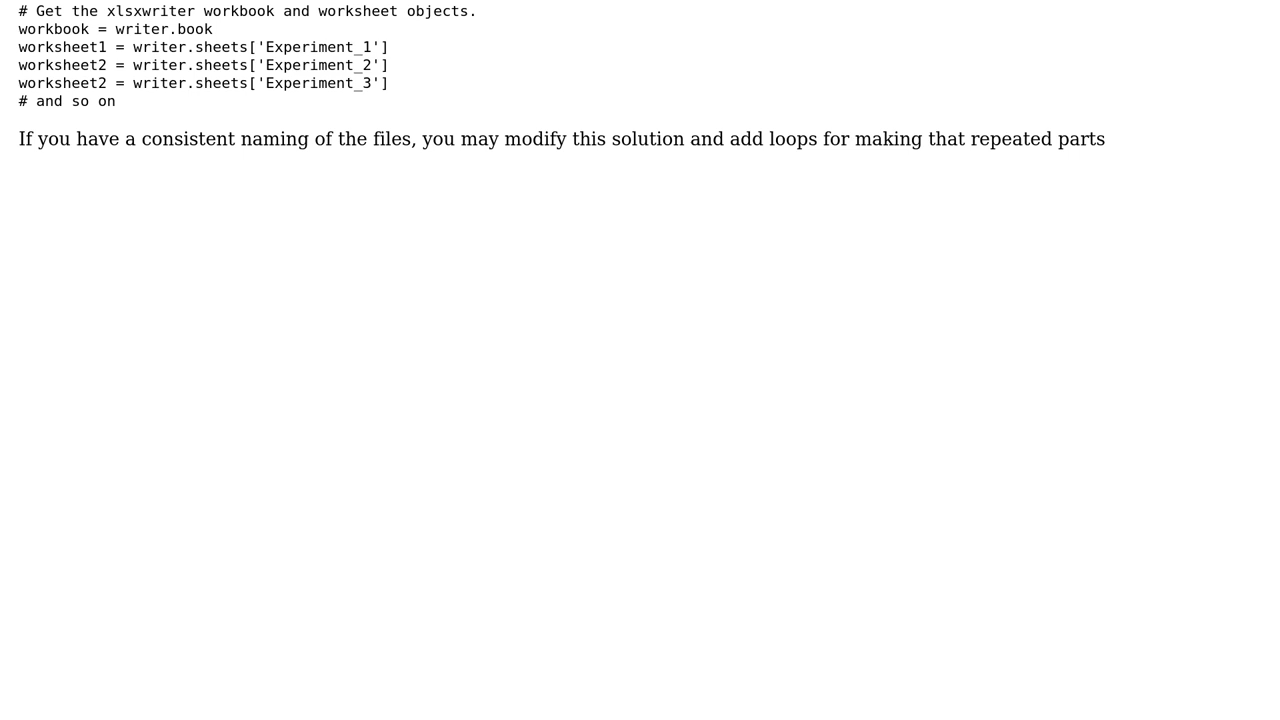 # Get the xlsxwriter workbook and worksheet objects.
workbook = writer.book
worksheet1 = writer.sheets['Experiment_1']
worksheet2 = writer.sheets['Experiment_2']
worksheet2 = writer.sheets['Experiment_3']
# and so on
If you have a consistent naming of the files, you may modify this solution and add loops for making that repeated parts